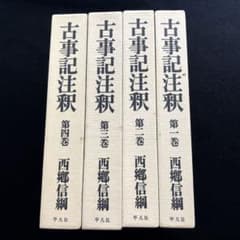 古事記注釈 第四巻 西郷信綱 平凡社
古事記注釈 第三巻 西郷信綱 平凡社
古事記注釈 第二巻 西郷信綱 平凡社
古事記注釈 第一巻 西郷信綱 平凡社